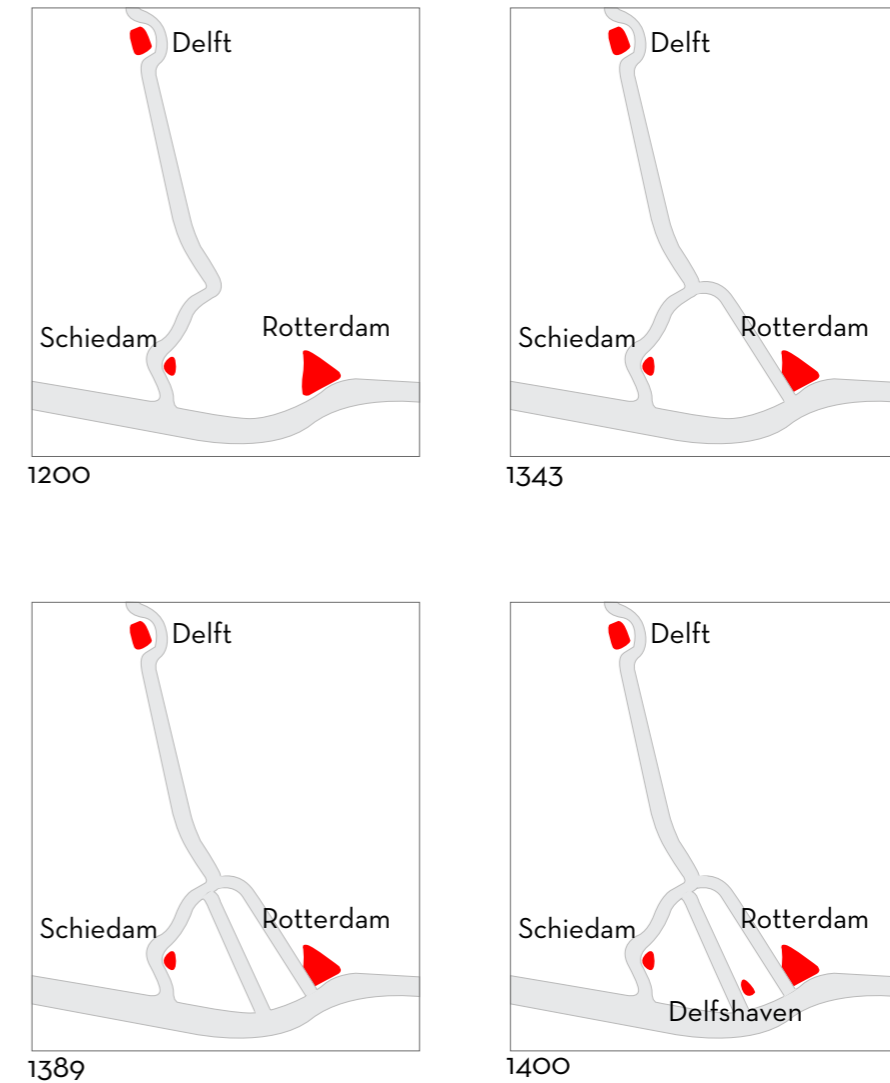 Delft
Schiedam
Rotterdam
1200
Delft
Schiedam
Rotterdam
1343
Delft
Schiedam
Rotterdam
1389
Delft
Schiedam
Rotterdam
Delfshaven
1400